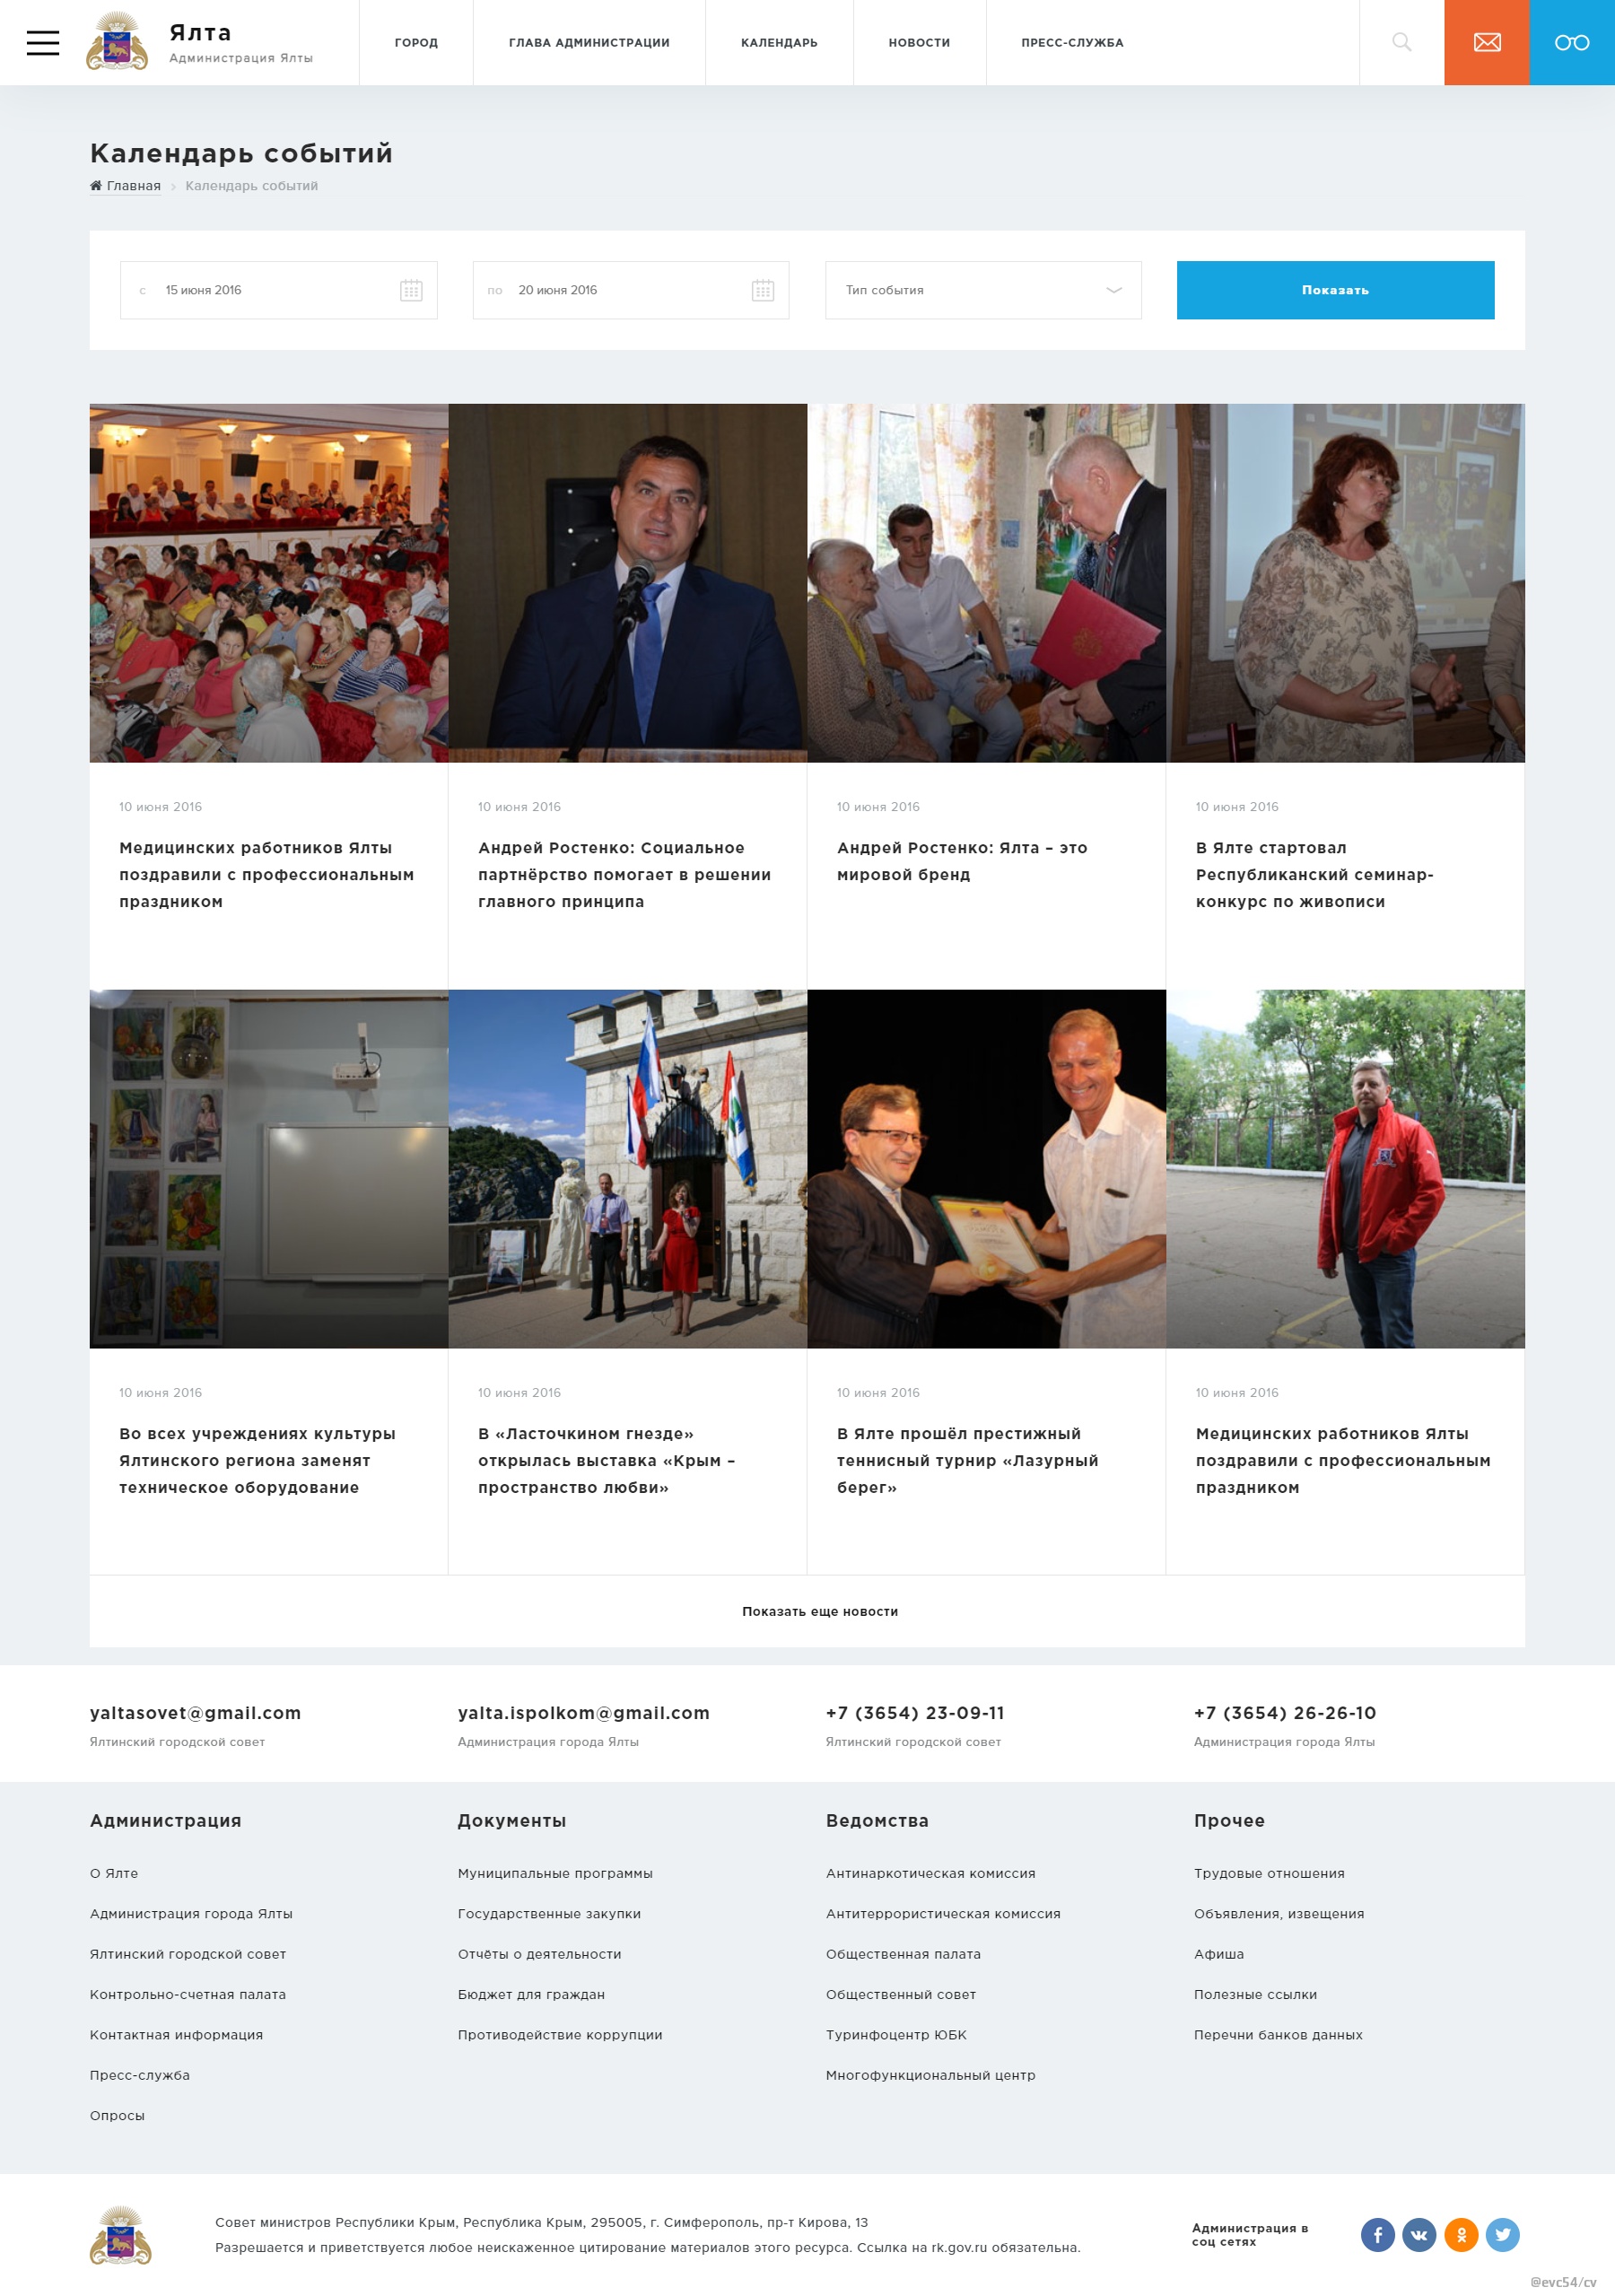 Ялта
Администрация Ялты
ГОРОД
ГЛАВА АДМИНИСТРАЦИИ
КАЛЕНДАРЬ
НОВОСТИ
ПРЕСС-СЛУЖБА
Календарь событий
Главная
Календарь событий
с 15 июня 2016
по 20 июня 2016
Тип события
Показать
10 июня 2016
Медицинских работников Ялты
поздравили с профессиональным
праздником
10 июня 2016
Андрей Ростенко: Социальное
партнёрство помогает в решении
главного принципа
10 июня 2016
Андрей Ростенко: Ялта – это
мировой бренд
10 июня 2016
В Ялте стартовал
Республиканский семинар-
конкурс по живописи
10 июня 2016
Во всех учреждениях культуры
Ялтинского региона заменят
техническое оборудование
10 июня 2016
В «Ласточкином гнезде»
открылась выставка «Крым –
пространство любви»
10 июня 2016
В Ялте прошёл престижный
теннисный турнир «Лазурный
берег»
10 июня 2016
Медицинских работников Ялты
поздравили с профессиональным
праздником
Показать еще новости
yaltasovet@gmail.com
Ялтинский городской совет
yalta.ispolkom@gmail.com
Администрация города Ялты
+7 (3654) 23-09-11
Ялтинский городской совет
+7 (3654) 26-26-10
Администрация города Ялты
Администрация
О Ялте
Администрация города Ялты
Ялтинский городской совет
Контрольно-счетная палата
Контактная информация
Пресс-служба
Опросы
Документы
Муниципальные программы
Государственные закупки
Отчёты о деятельности
Бюджет для граждан
Противодействие коррупции
Ведомства
Антинаркотическая комиссия
Антитеррористическая комиссия
Общественная палата
Общественный совет
Туринфоцентр ЮБК
Многофункциональный центр
Прочее
Трудовые отношения
Объявления, извещения
Афиша
Полезные ссылки
Перечни банков данных
Совет министров Республики Крым, Республика Крым, 295005, г. Симферополь, пр-т Кирова, 13
Разрешается и приветствуется любое неискаженное цитирование материалов этого ресурса. Ссылка на rk.gov.ru обязательна.
Администрация в
соц сетях
@evc54/cv